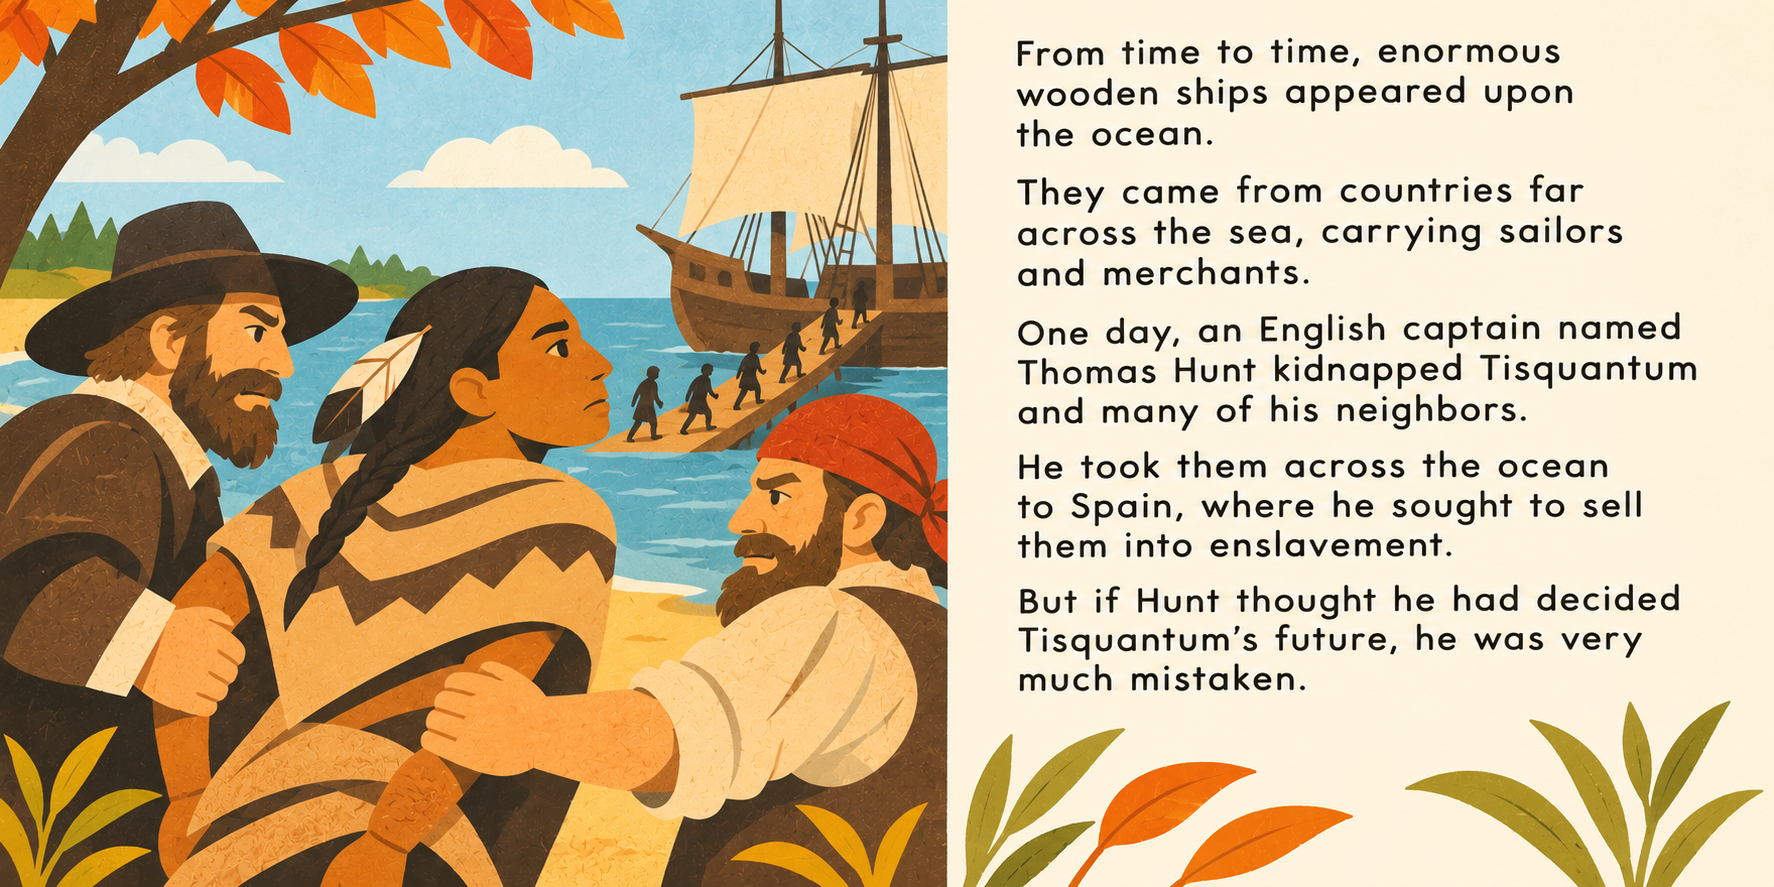 From time to time, enormous
wooden ships appeared upon
the ocean.
They came from countries far
across the sea, carrying sailors
and merchants.
One day, an English captain named
Thomas Hunt kidnapped Tisquantum
and many of his neighbors.
He took them across the ocean
to Spain, where he sought to sell
them into enslavement.
But if Hunt thought he had decided
Tisquantum’s future, he was very
much mistaken.